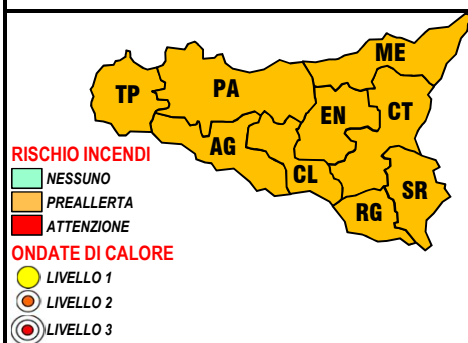 ME
TP
PA
EN
CT
AG
CL
SR
RG
RISCHIO INCENDI
NESSUNO
PREALLERTA
ATTENZIONE
ONDATE DI CALORE
LIVELLO 1
LIVELLO 2
LIVELLO 3